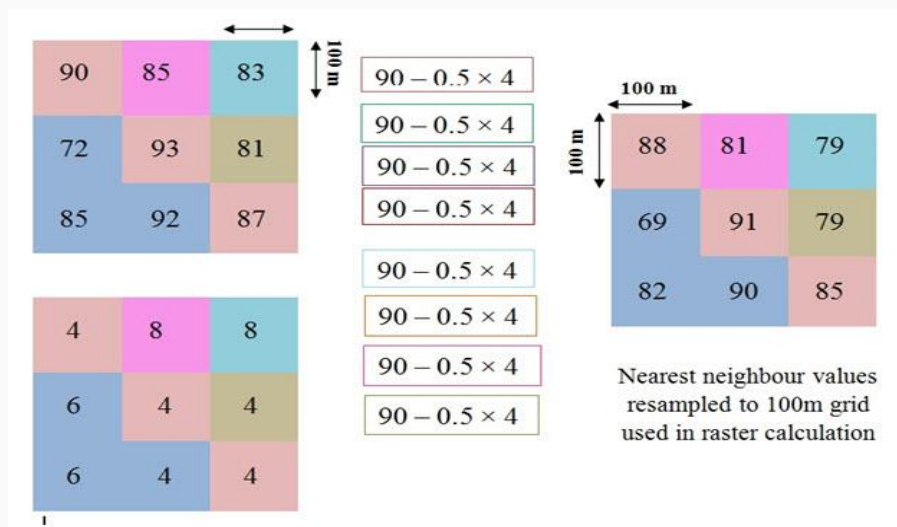 90 85 83
72 93 81
85 92 87
100 m
4 8 8
6 4 4
6 4 4
90 – 0.5 × 4
90 – 0.5 × 4
90 – 0.5 × 4
90 – 0.5 × 4
90 – 0.5 × 4
90 – 0.5 × 4
90 – 0.5 × 4
90 – 0.5 × 4
100 m
100 m
88 81 79
69 91 79
82 90 85
Nearest neighbour values
resampled to 100m grid
used in raster calculation